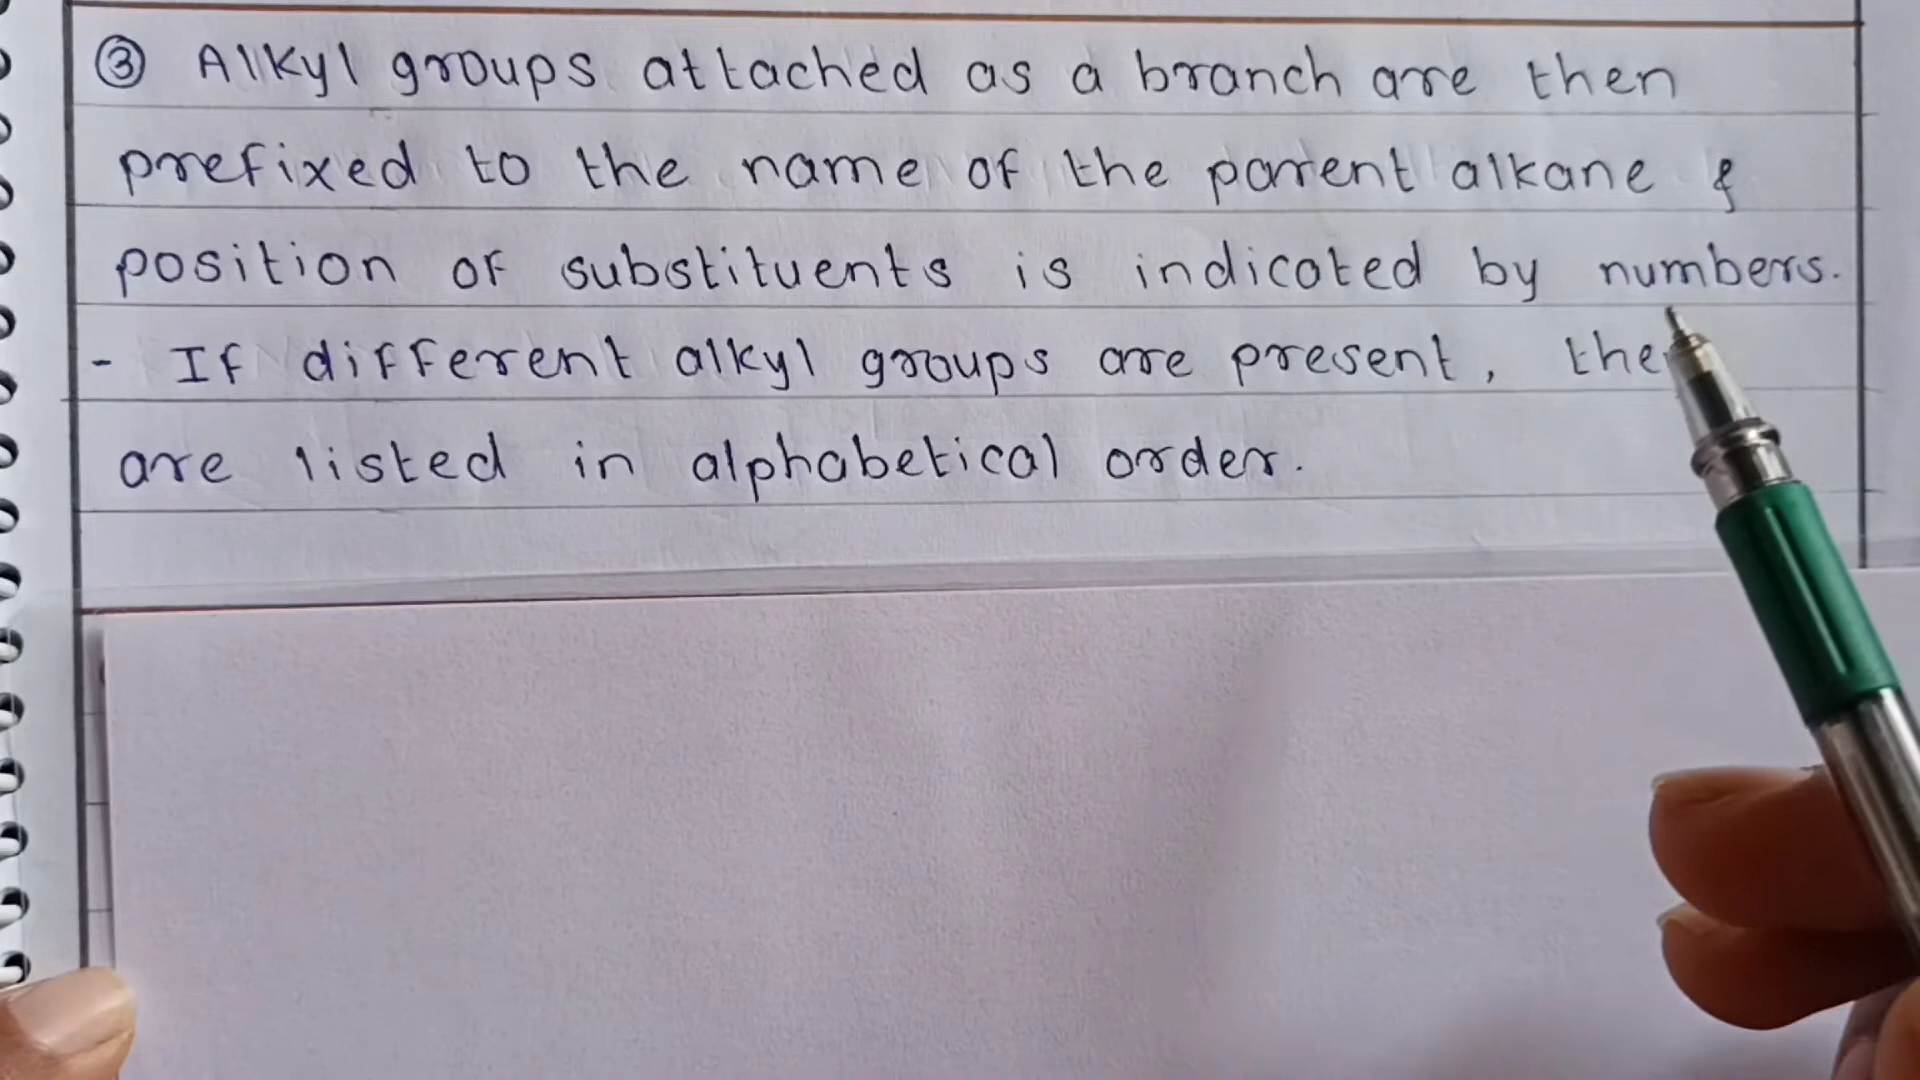 ③ Alkyl groups attached as a branch are then
prefixed to the name of the parent alkane &
position of substituents is indicated by numbers.
- If different alkyl groups are present,
are listed in alphabetical order.